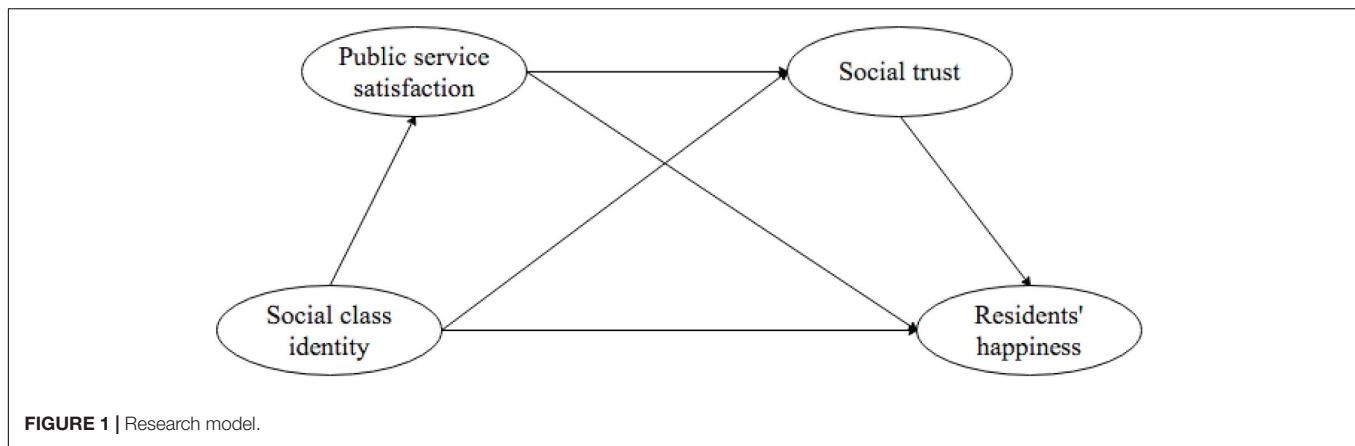 Public service
satisfaction
Social trust
Social class
identity
Residents'
happiness
FIGURE 1 | Research model.